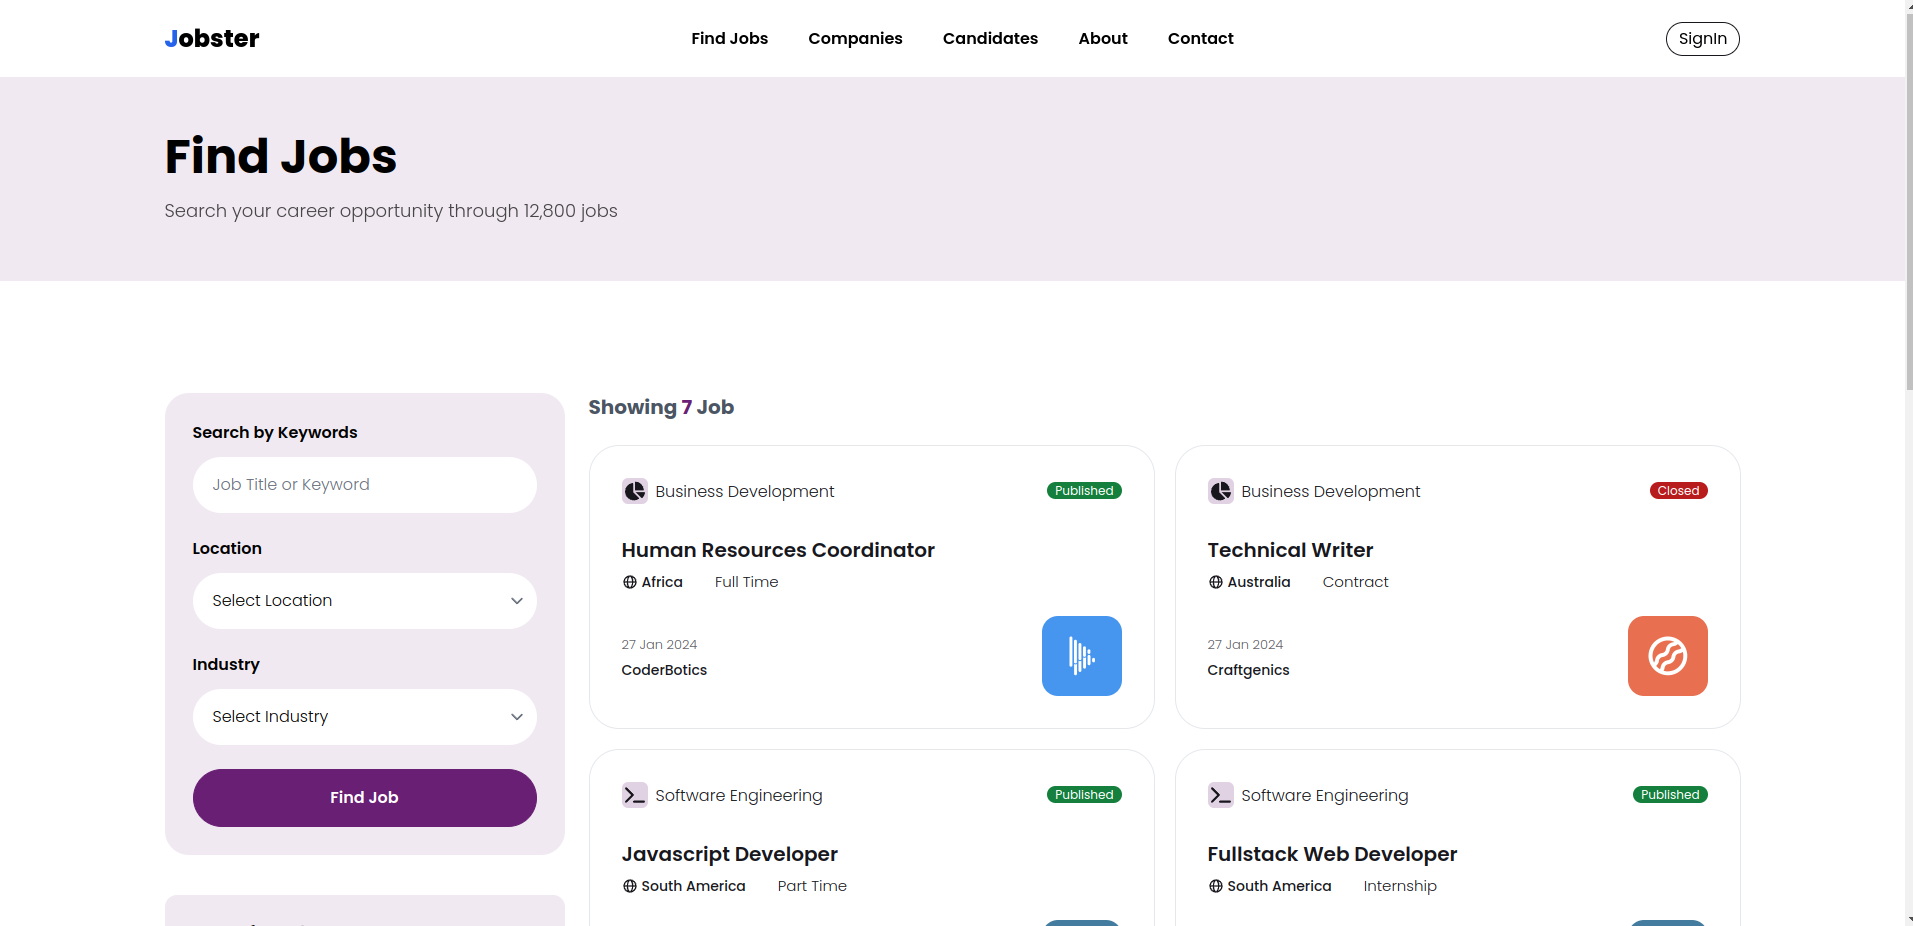 Jobster
Find Jobs
Companies
Candidates
About
Contact
SignIn
Find Jobs
Search your career opportunity through 12,800 jobs
Search by Keywords
Job Title or Keyword
Location
Select Location
Industry
Select Industry
Find Job
Showing 7 Job
Business Development
Published
Human Resources Coordinator
Africa
Full Time
27 Jan 2024
CoderBotics
Business Development
Closed
Technical Writer
Australia
Contract
27 Jan 2024
Craftgenics
Software Engineering
Published
Javascript Developer
South America
Part Time
Software Engineering
Published
Fullstack Web Developer
South America
Internship